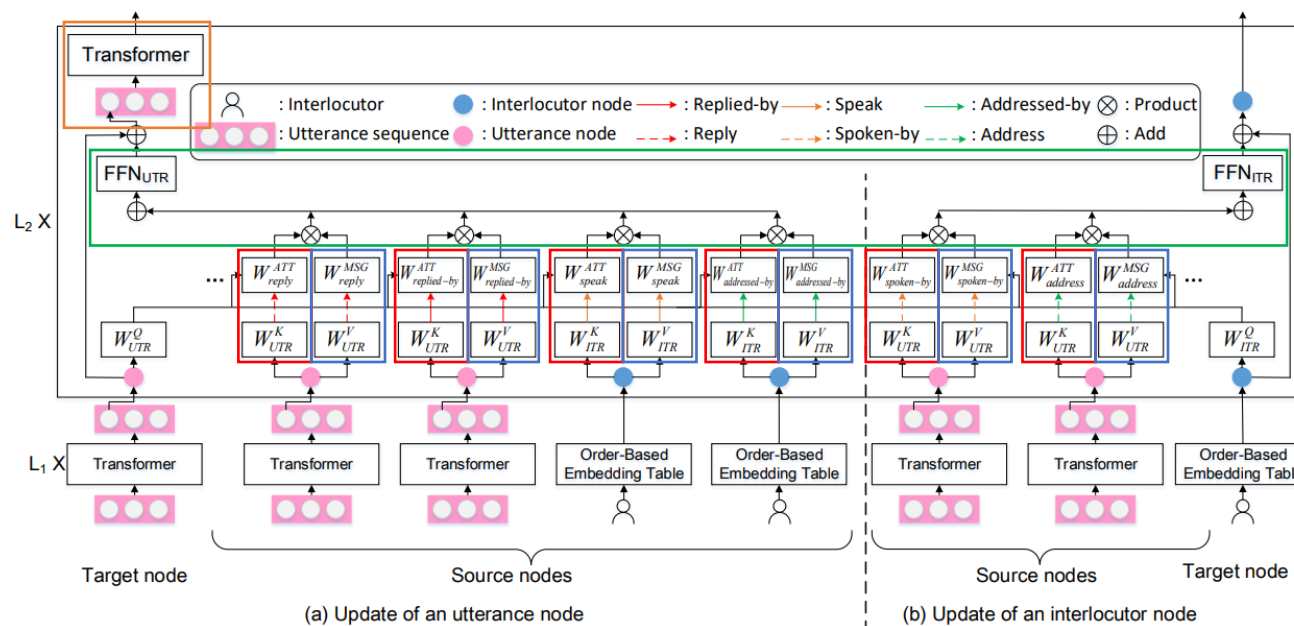 Transformer
: Interlocutor : Interlocutor node : Replied-by : Speak : Addressed-by : Product
: Utterance sequence : Utterance node : Reply : Spoken-by : Address : Add
FFN_UTR FFN_ITR
L₂ X
... W^ATT_reply W^MSG_reply W^ATT_replied-by W^MSG_replied-by W^ATT_speak W^MSG_speak W^ATT_addressed-by W^MSG_addressed-by W^ATT_spoken-by W^MSG_spoken-by W^ATT_address W^MSG_address ...
W^Q_UTR W^K_UTR W^V_UTR W^K_UTR W^V_UTR W^K_ITR W^V_ITR W^K_ITR W^V_ITR W^K_UTR W^V_UTR W^K_UTR W^V_UTR W^Q_ITR
L₁ X Transformer Transformer Transformer Order-Based Order-Based Transformer Transformer Order-Based
Embedding Table Embedding Table Embedding Table
Target node Source nodes Source nodes Target node
(a) Update of an utterance node (b) Update of an interlocutor node